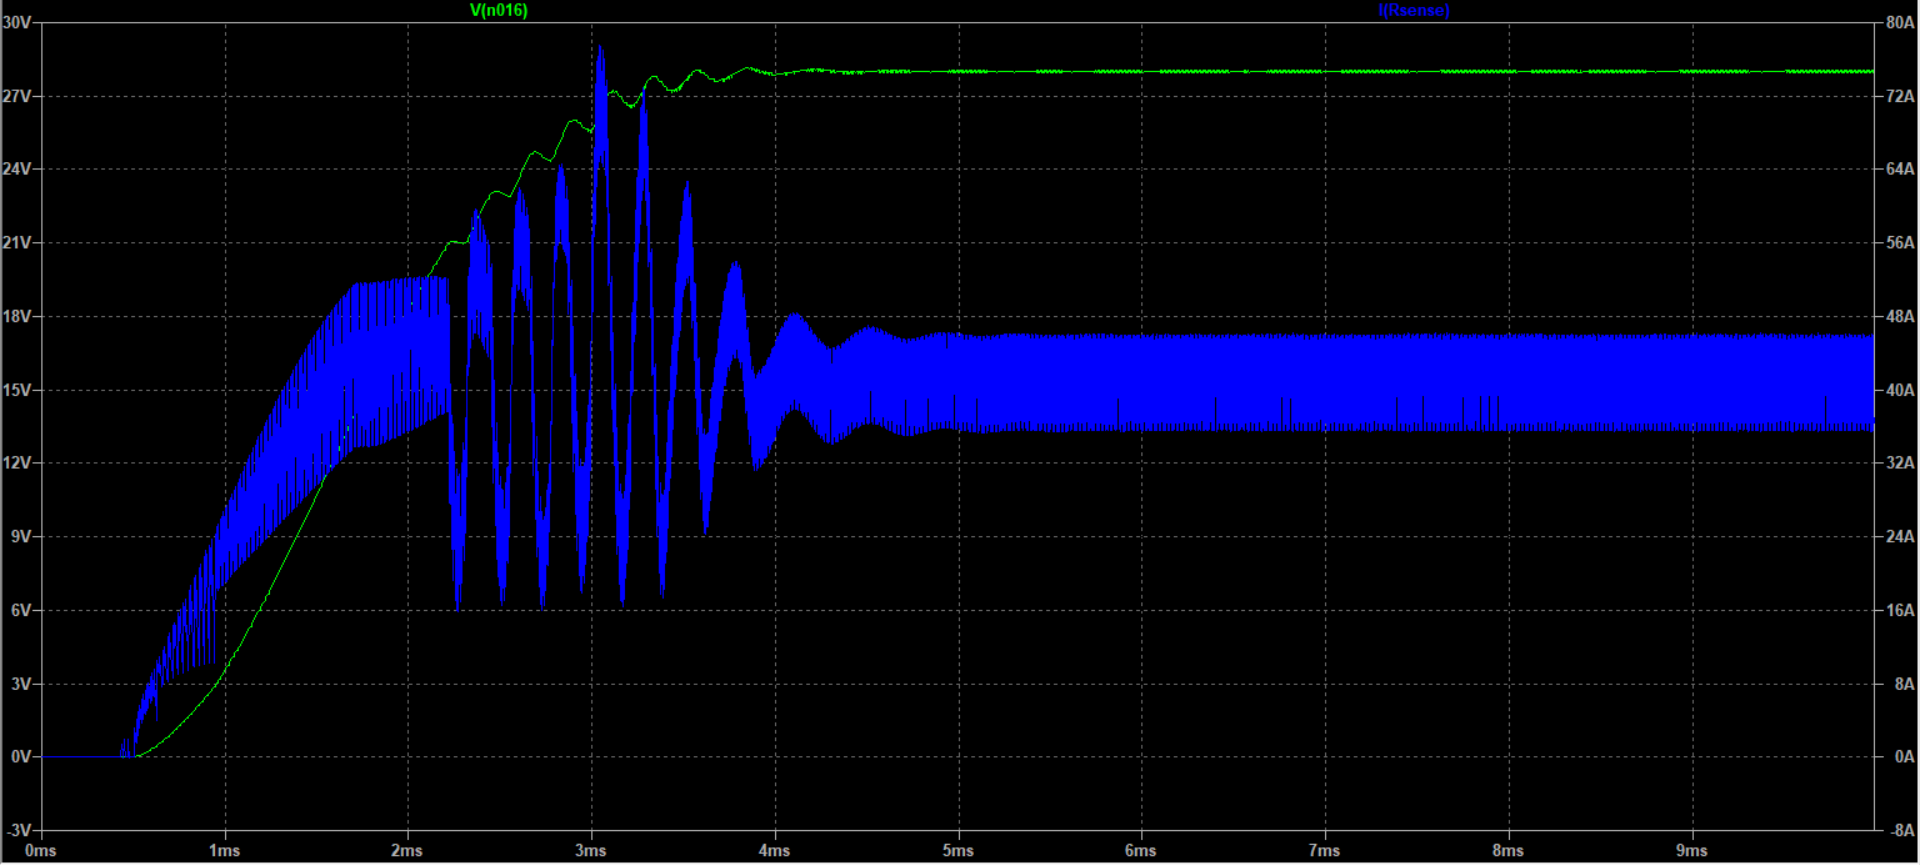 V(n016) I(Rsense)
30V 80A
27V 72A
24V 64A
21V 56A
18V 48A
15V 40A
12V 32A
9V 24A
6V 16A
3V 8A
0V 0A
-3V -8A
0ms 1ms 2ms 3ms 4ms 5ms 6ms 7ms 8ms 9ms